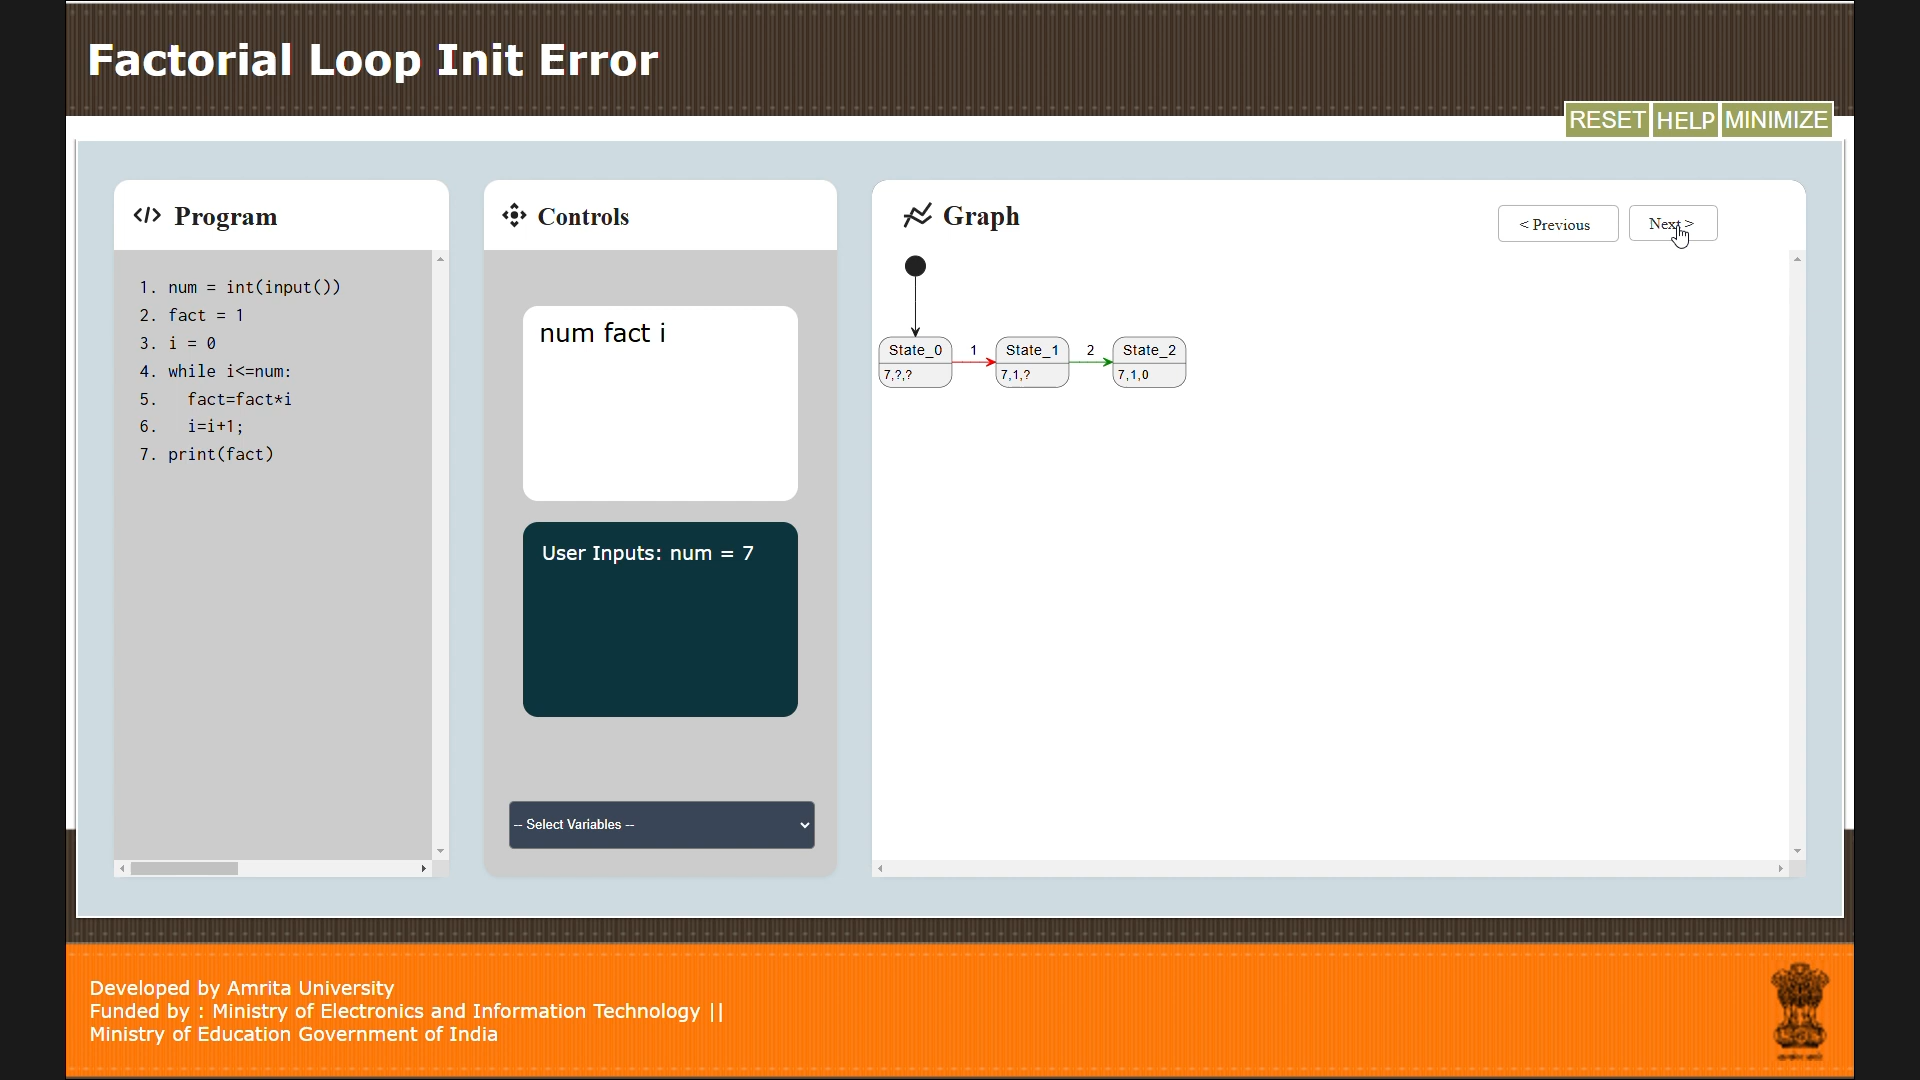 Factorial Loop Init Error
RESET HELP MINIMIZE
</> Program
1. num = int(input())
2. fact = 1
3. i = 0
4. while i<=num:
5. fact=fact*i
6. i=i+1;
7. print(fact)
Controls
num fact i
User Inputs: num = 7
-- Select Variables --
Graph
< Previous
Next >
State_0 1 State_1 2 State_2
7,?,? 7,1,? 7,1,0
Developed by Amrita University
Funded by : Ministry of Electronics and Information Technology ||
Ministry of Education Government of India